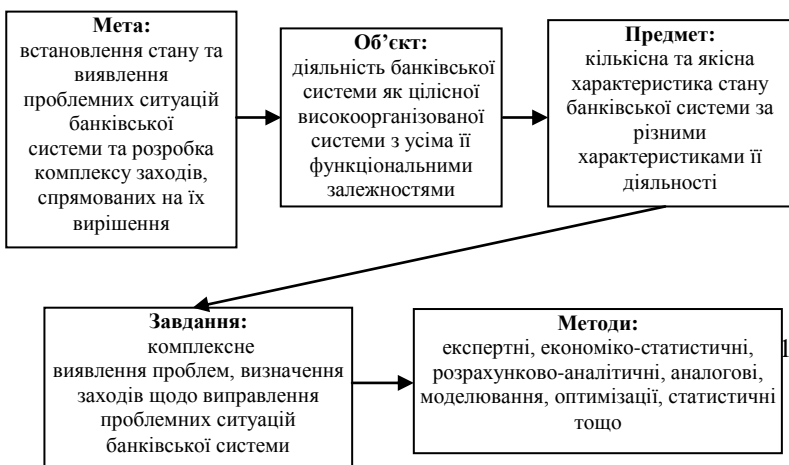 Мета:
встановлення стану та
виявлення
проблемних ситуацій
банківської
системи та розробка
комплексу заходів,
спрямованих на їх
вирішення
Об’єкт:
діяльність банківської
системи як цілісної
високоорганізованої
системи з усіма її
функціональними
залежностями
Предмет:
кількісна та якісна
характеристика стану
банківської системи за
різними
характеристиками її
діяльності
Завдання:
комплексне
виявлення проблем, визначення
заходів щодо виправлення
проблемних ситуацій
банківської системи
Методи:
експертні, економіко-статистичні,
розрахунково-аналітичні, аналогові,
моделювання, оптимізації, статистичні
тощо
1